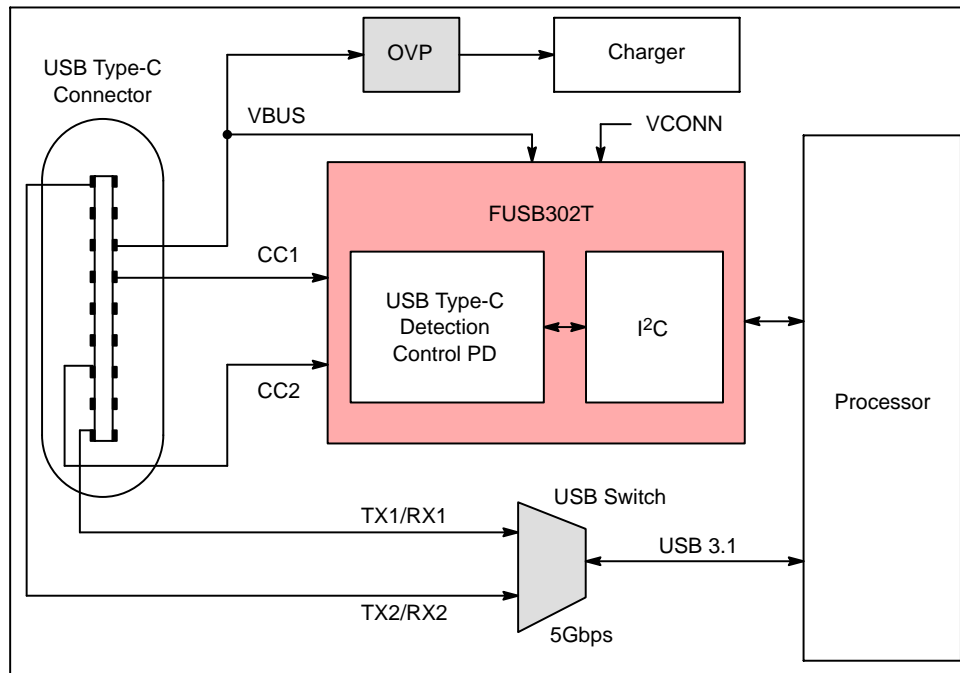 USB Type-C
Connector
OVP
Charger
VBUS
VCONN
FUSB302T
CC1
USB Type-C
Detection
Control PD
I²C
CC2
Processor
USB Switch
TX1/RX1
USB 3.1
TX2/RX2
5Gbps